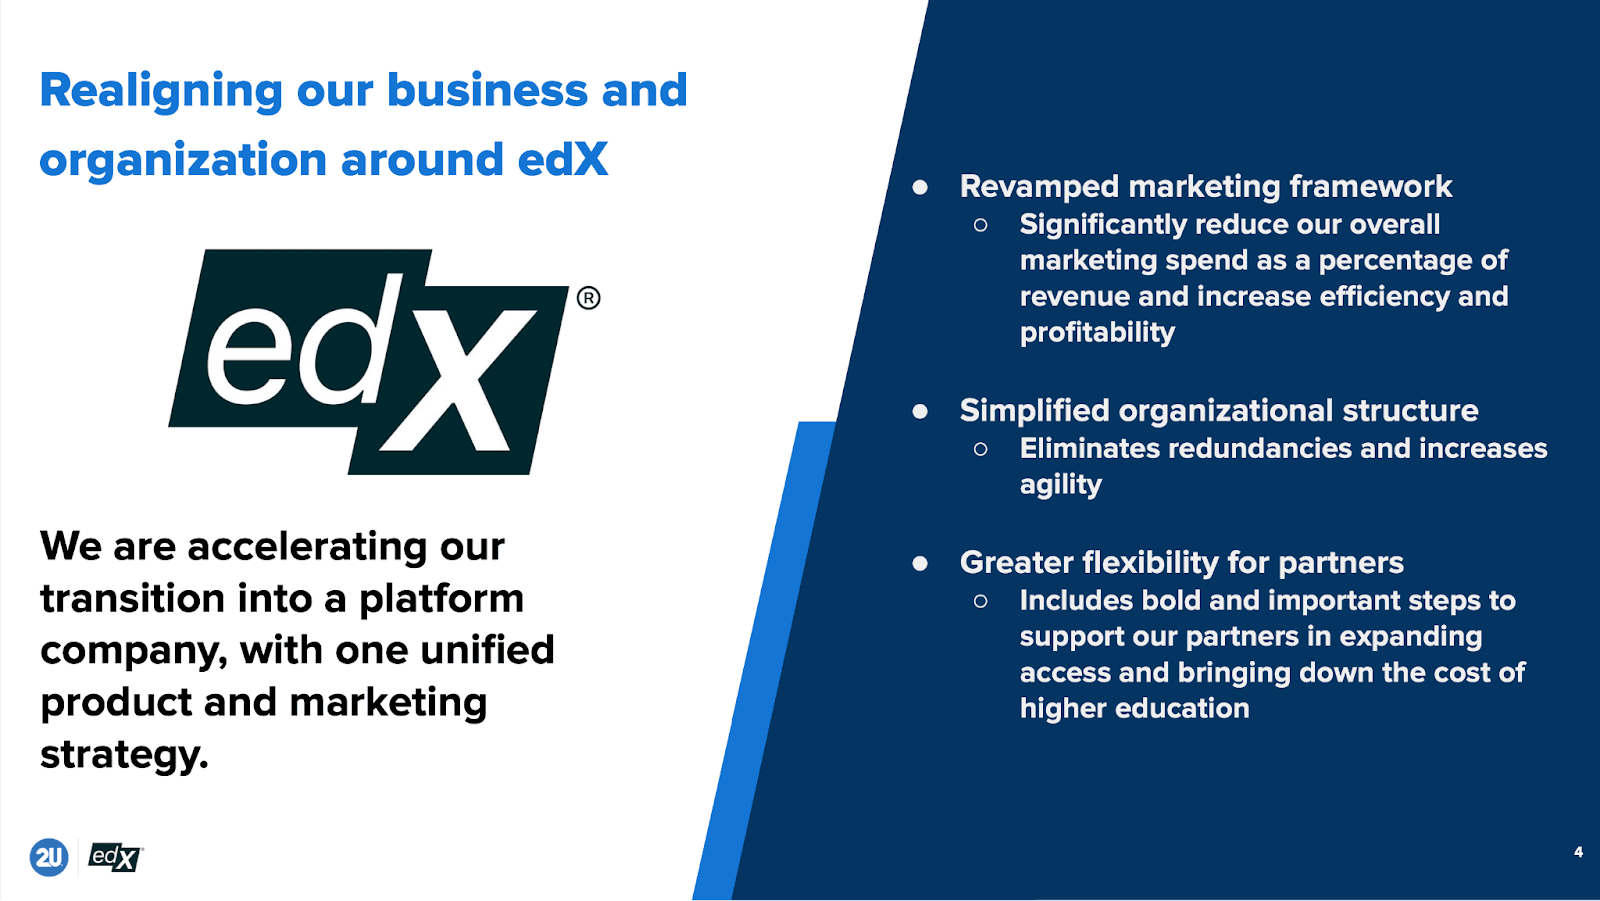 Realigning our business and
organization around edX
edX®
We are accelerating our
transition into a platform
company, with one unified
product and marketing
strategy.
● Revamped marketing framework
○ Significantly reduce our overall
marketing spend as a percentage of
revenue and increase efficiency and
profitability
● Simplified organizational structure
○ Eliminates redundancies and increases
agility
● Greater flexibility for partners
○ Includes bold and important steps to
support our partners in expanding
access and bringing down the cost of
higher education
2U edX
4